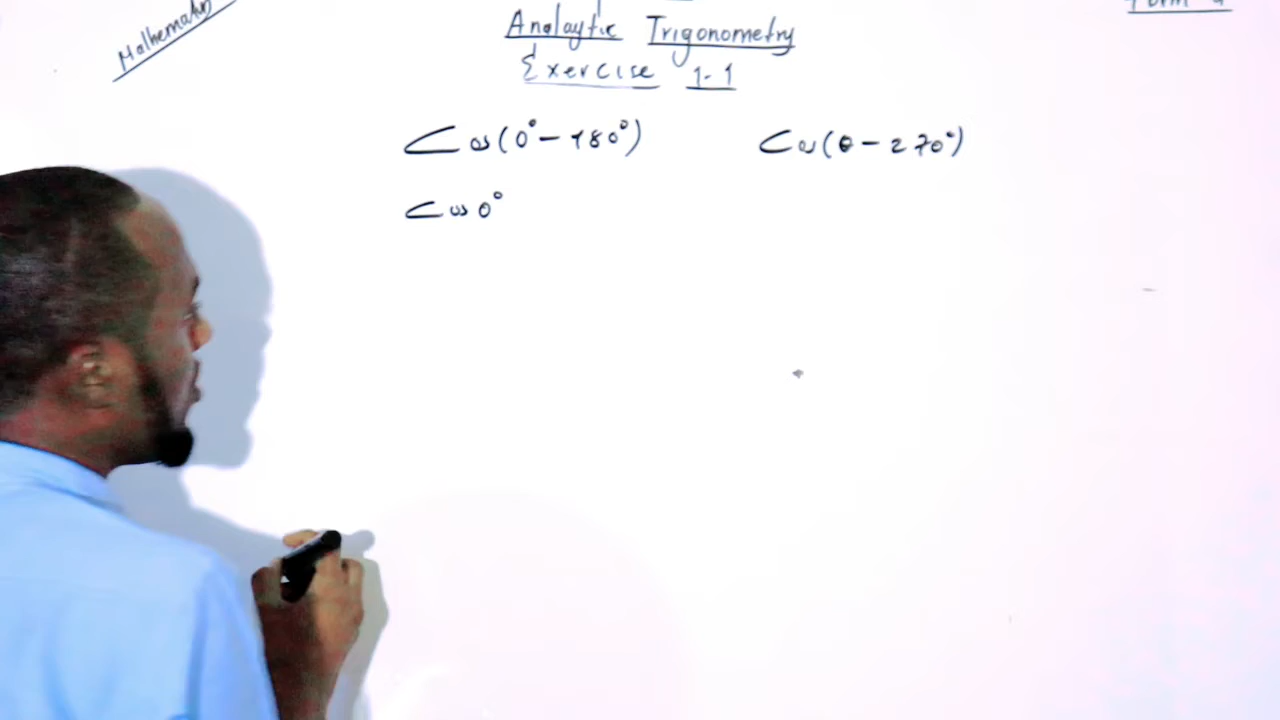 Mathematics
Analaytic Trigonometry
Exercise 1.1
Cos(0°-180°) Cos(θ-270°)
Cos 0°